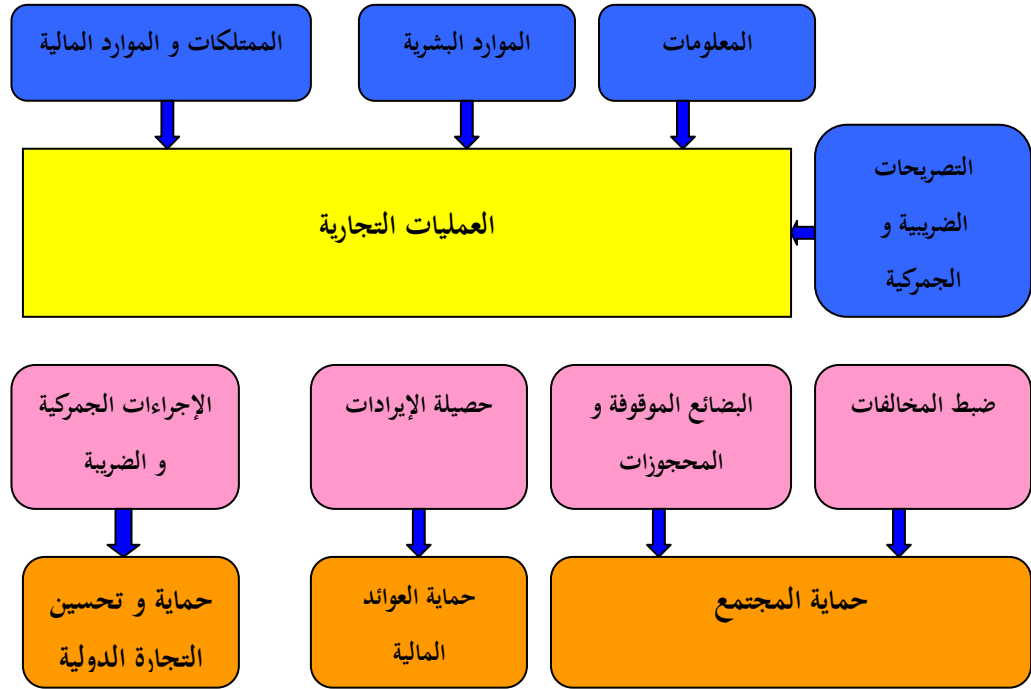 المعلومات
الموارد البشرية
الممتلكات و الموارد المالية
التصريحات
الضريبية و
الجمركية
العمليات التجارية
ضبط المخالفات
البضائع الموقوفة و
المحجوزات
حصيلة الإيرادات
الإجراءات الجمركية
و الضريبة
حماية المجتمع
حماية العوائد
المالية
حماية و تحسين
التجارة الدولية